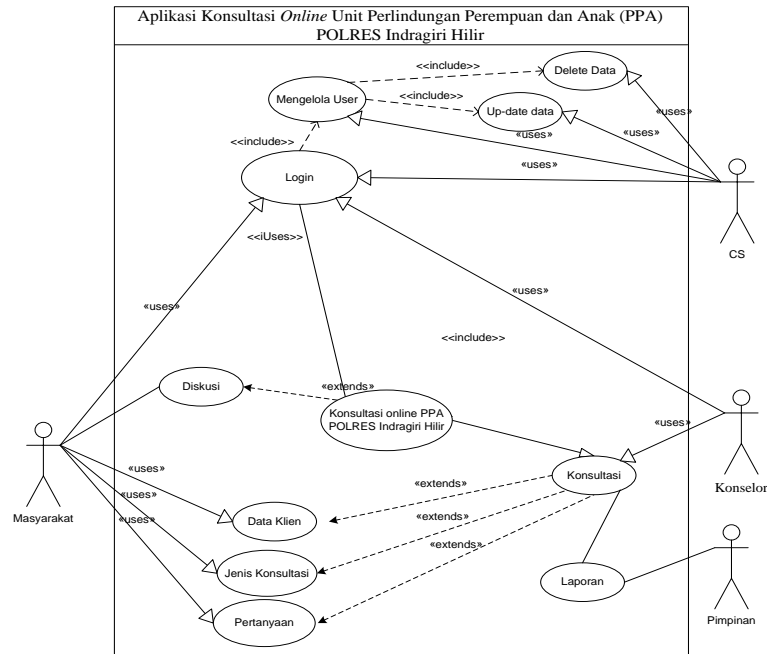 Aplikasi Konsultasi Online Unit Perlindungan Perempuan dan Anak (PPA)
POLRES Indragiri Hilir
<<include>>
Delete Data
Mengelola User
<<include>>
Up-date data
«uses»
«uses»
«uses»
<<include>>
«uses»
Login
CS
<<iUses>>
«uses»
«uses»
<<include>>
Diskusi
«extends»
Konsultasi online PPA
POLRES Indragiri Hilir
«uses»
Masyarakat
«uses»
Konsultasi
Konselor
«extends»
«uses»
Data Klien
«extends»
«uses»
«extends»
Jenis Konsultasi
Laporan
Pertanyaan
Pimpinan